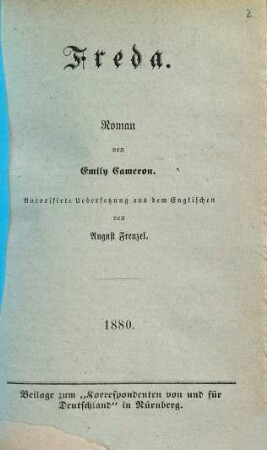 2
Freda.
Roman
von
Emily Cameron.
Autorisirte Uebersetzung aus dem Englischen
von
August Frenzel.
1880.
Beilage zum „Korrespondenten von und für
Deutschland" in Nürnberg.